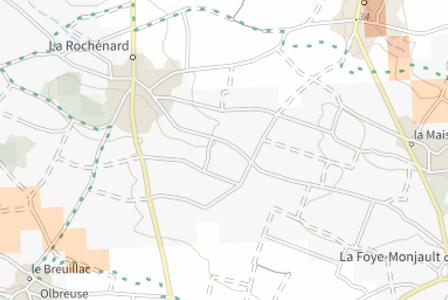 La Rochénard
la Mais
La Foye-Monjault
le Breuillac
Olbreuse